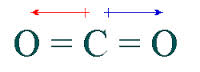 O = C = O